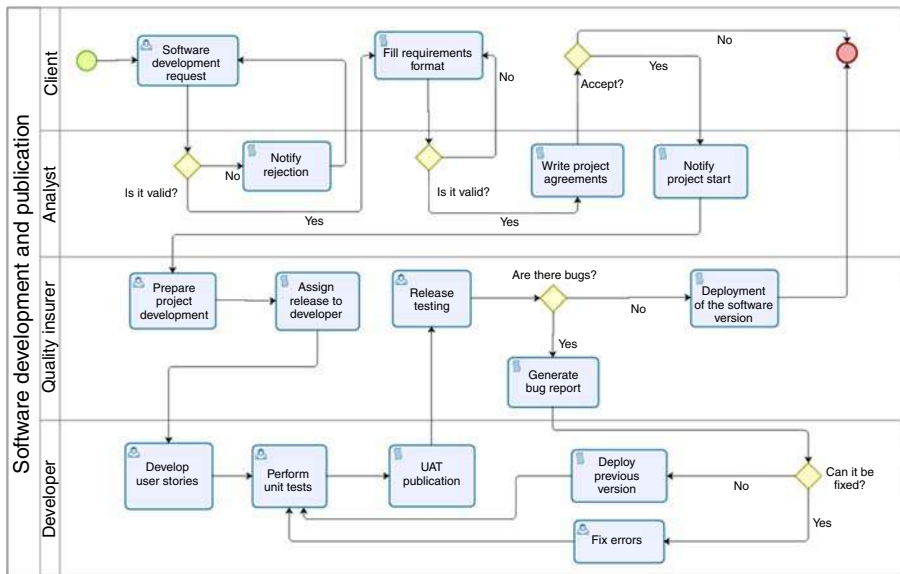 Software development and publication
Client
Software
development
request
Fill requirements
format
No
Accept?
Yes
No
Analyst
Is it valid?
No
Notify
rejection
Yes
Is it valid?
Yes
Write project
agreements
Notify
project start
Quality insurer
Prepare
project
development
Assign
release to
developer
Release
testing
Are there bugs?
No
Yes
Deployment
of the software
version
Generate
bug report
Developer
Develop
user stories
Perform
unit tests
UAT
publication
Deploy
previous
version
No
Can it be
fixed?
Yes
Fix errors